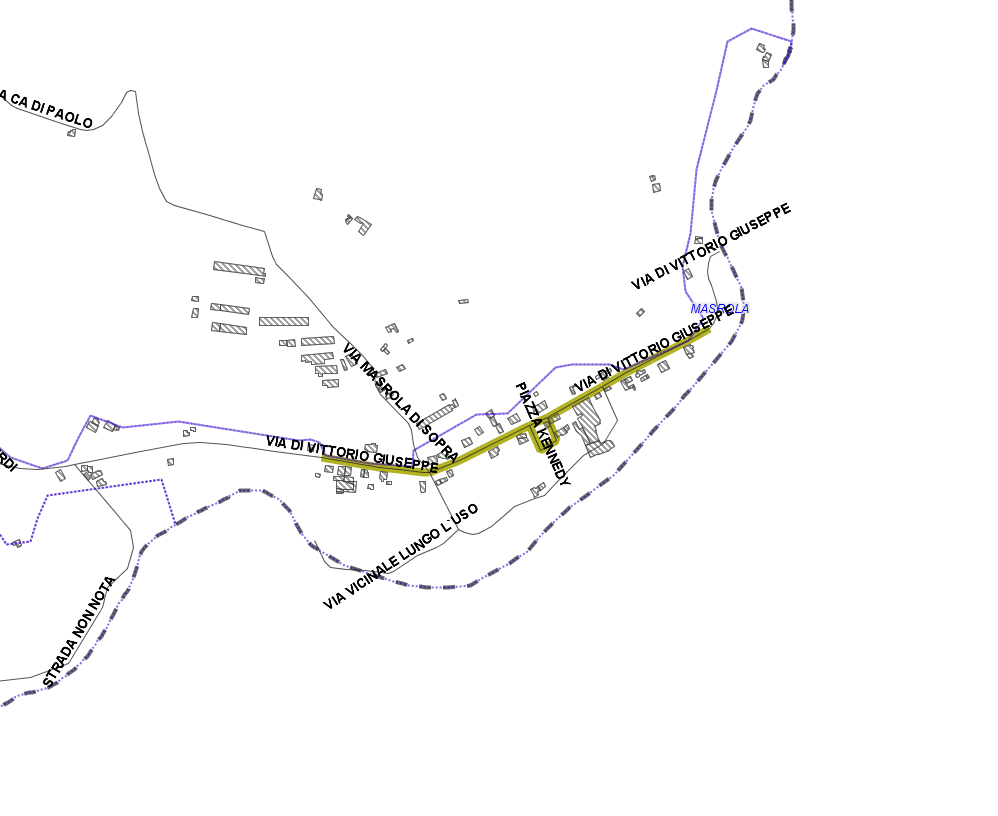 A CA DI PAOLO
VIA DI VITTORIO GIUSEPPE
MASROLA
VIA DI VITTORIO GIUSEPPE
VIA MASROLA DI SOPRA
PIAZZA KENNEDY
VIA DI VITTORIO GIUSEPPE
RDI
VIA VICINALE LUNGO L`USO
STRADA NON NOTA